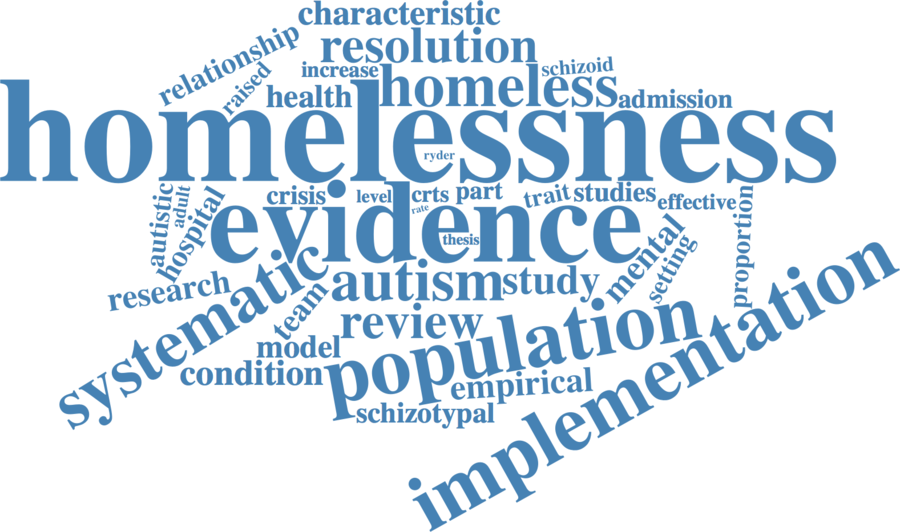 characteristic
relationship
resolution
increase
schizoid
raised
health
homeless
admission
homelessness
ryder
autistic
adult
hospital
crisis
level
crts
part
trait
studies
effective
rate
evidence
thesis
proportion
mental
setting
research
systematic
team
autism
study
review
model
population
implementation
condition
empirical
schizotypal